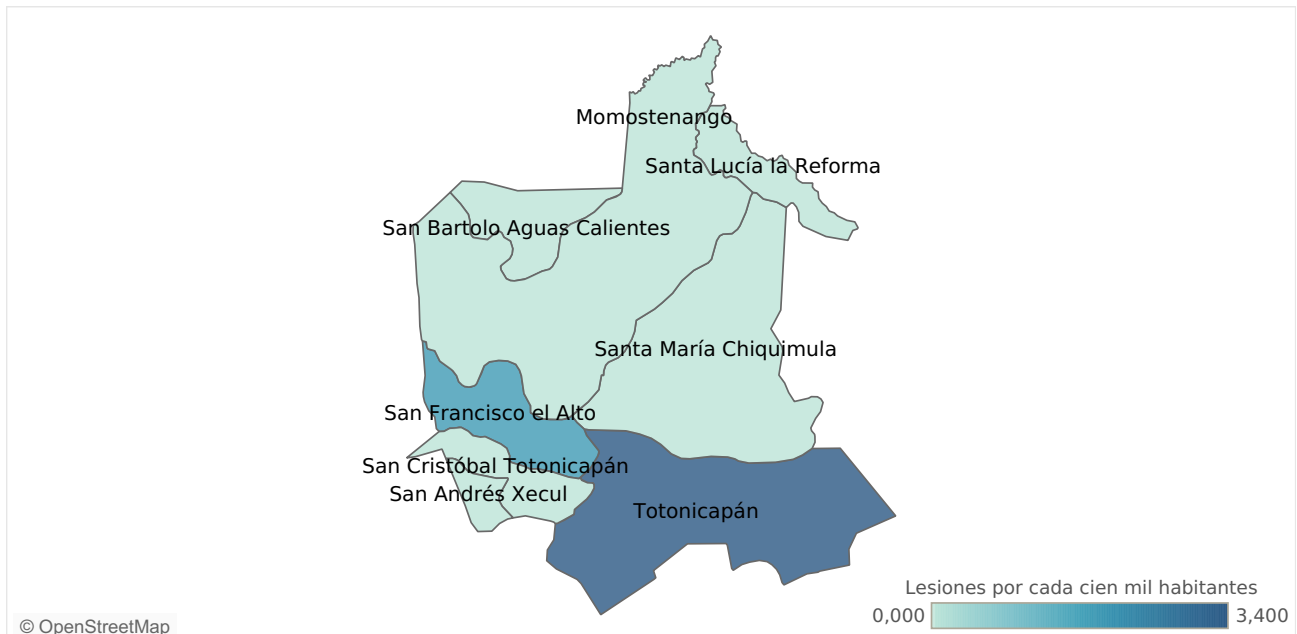 Momostenango
Santa Lucía la Reforma
San Bartolo Aguas Calientes
Santa María Chiquimula
San Francisco el Alto
San Cristóbal Totonicapán
San Andrés Xecul
Totonicapán
Lesiones por cada cien mil habitantes
0,000 3,400
© OpenStreetMap